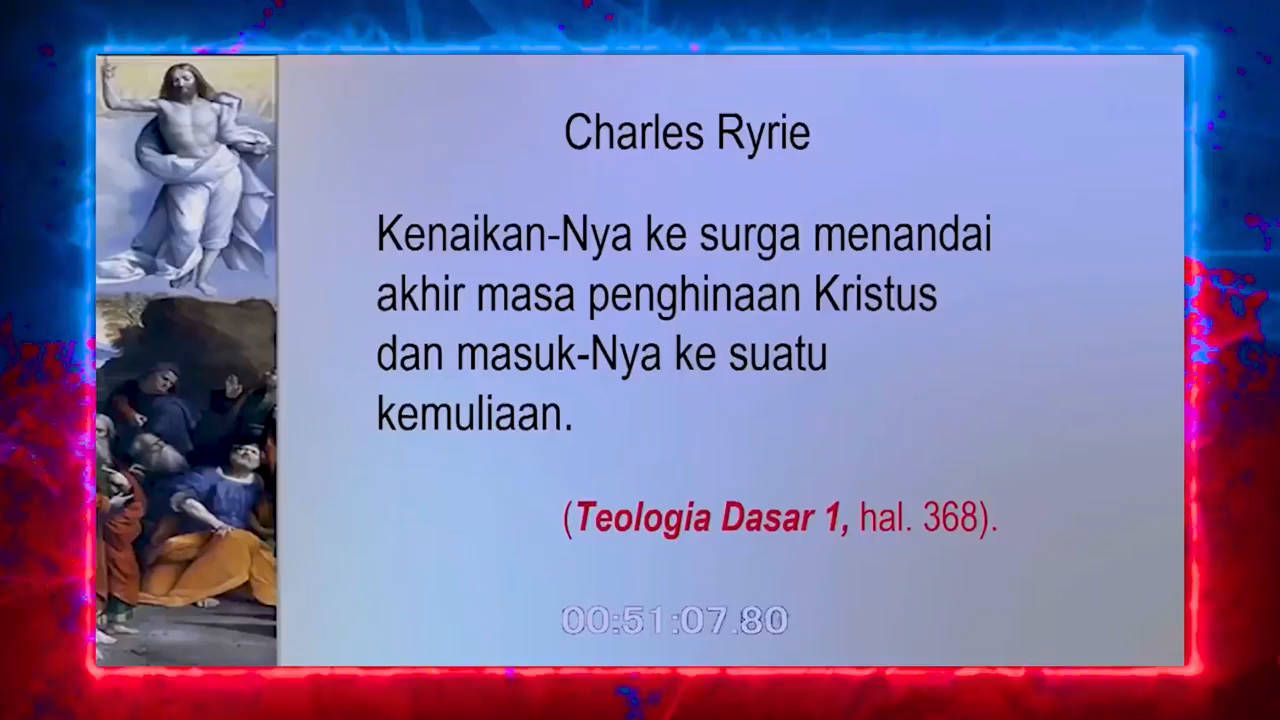 Charles Ryrie
Kenaikan-Nya ke surga menandai
akhir masa penghinaan Kristus
dan masuk-Nya ke suatu
kemuliaan.
(Teologia Dasar 1, hal. 368).
00:51:07.80